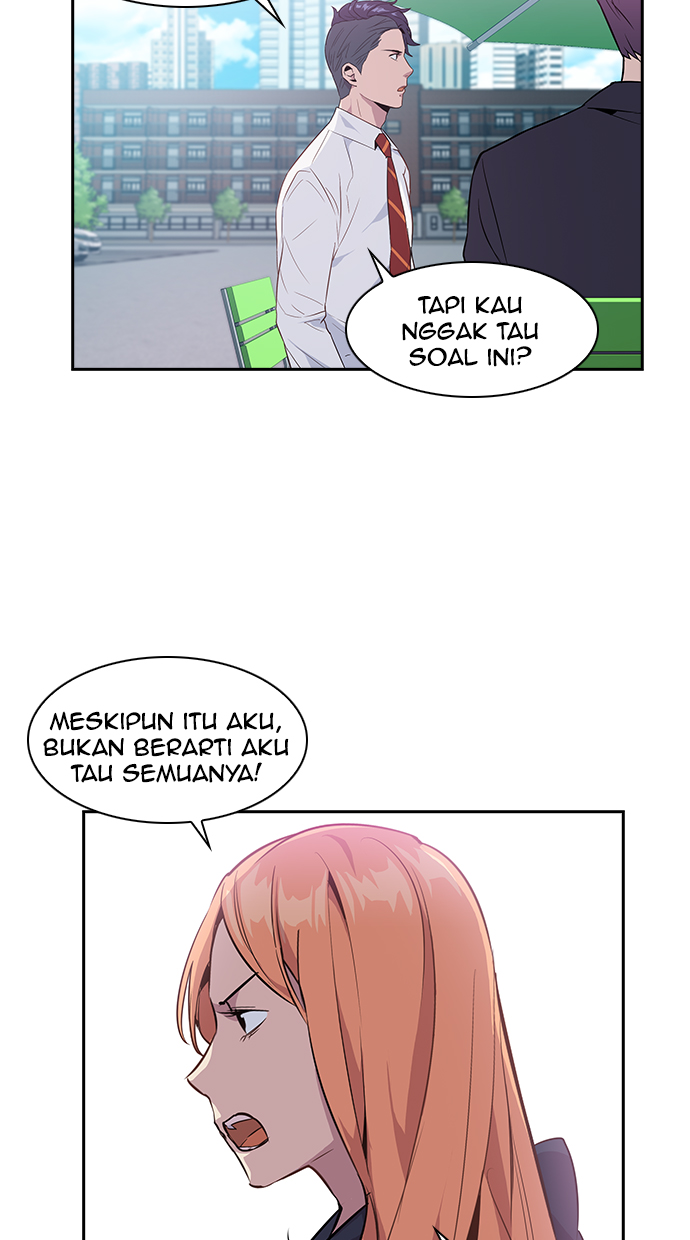 TAPI KAU
NGGAK TAU
SOAL INI?
MESKIPUN ITU AKU,
BUKAN BERARTI AKU
TAU SEMUANYA!